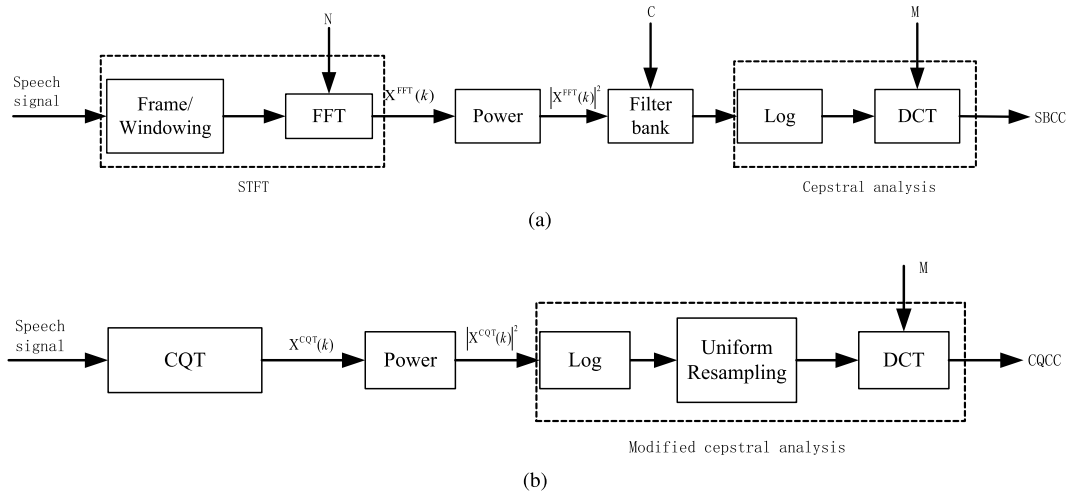 N
C
M
Speech
signal
Frame/
Windowing
FFT
X^FFT(k)
Power
|X^FFT(k)|^2
Filter
bank
Log
DCT
SBCC
STFT
Cepstral analysis
(a)
M
Speech
signal
CQT
X^CQT(k)
Power
|X^CQT(k)|^2
Log
Uniform
Resampling
DCT
CQCC
Modified cepstral analysis
(b)